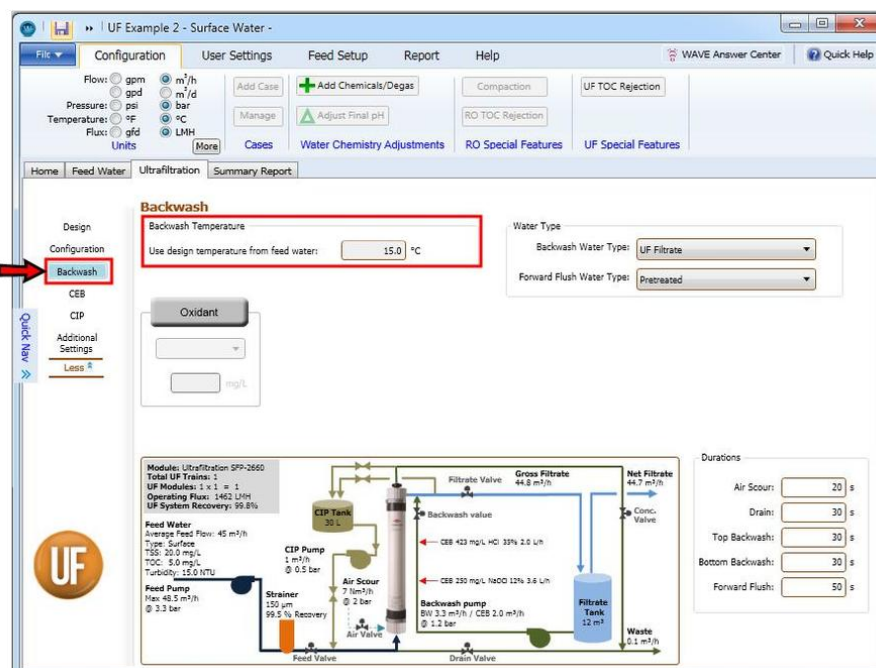 UF Example 2 - Surface Water -
File Configuration User Settings Feed Setup Report Help WAVE Answer Center Quick Help
Flow: gpm m³/h
gpd m³/d
Pressure: psi bar
Temperature: °F °C
Flux: gfd LMH
Units More
Add Case
Manage
Cases
Add Chemicals/Degas
Adjust Final pH
Water Chemistry Adjustments
Compaction
RO TOC Rejection
RO Special Features
UF TOC Rejection
UF Special Features
Home Feed Water Ultrafiltration Summary Report
Quick Nav
Design
Configuration
Backwash
CEB
CIP
Additional
Settings
Less
Backwash
Backwash Temperature
Use design temperature from feed water: 15.0 °C
Water Type
Backwash Water Type: UF Filtrate
Forward Flush Water Type: Pretreated
Oxidant
mg/L
UF
Module: Ultrafiltration SFP-2660
Total UF Trains: 1
UF Modules: 1 x 1 = 1
Operating Flux: 1462 LMH
UF System Recovery: 99.8%
Feed Water
Average Feed Flow: 45 m³/h
Type: Surface
TSS: 20.0 mg/L
TOC: 5.0 mg/L
Turbidity: 15.0 NTU
Feed Pump
Max 48.5 m³/h
@ 3.3 bar
Strainer
150 µm
99.5 % Recovery
CIP Tank
30 L
CIP Pump
1 m³/h
@ 0.5 bar
Air Scour
7 Nm³/h
@ 2 bar
Air Valve
Feed Valve
Filtrate Valve
Gross Filtrate
44.8 m³/h
Net Filtrate
44.7 m³/h
Backwash value
Conc.
Valve
CEB 423 mg/L HCl 35% 2.0 L/h
CEB 250 mg/L NaOCl 12% 3.6 L/h
Backwash pump
BW 3.3 m³/h / CEB 2.0 m³/h
@ 1.2 bar
Filtrate
Tank
12 m³
Drain Valve
Waste
0.1 m³/h
Durations
Air Scour: 20 s
Drain: 30 s
Top Backwash: 30 s
Bottom Backwash: 30 s
Forward Flush: 50 s